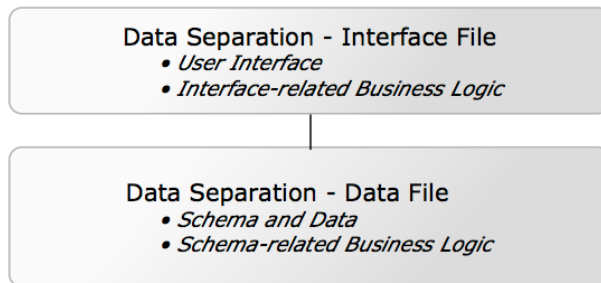 Data Separation - Interface File
• User Interface
• Interface-related Business Logic
Data Separation - Data File
• Schema and Data
• Schema-related Business Logic